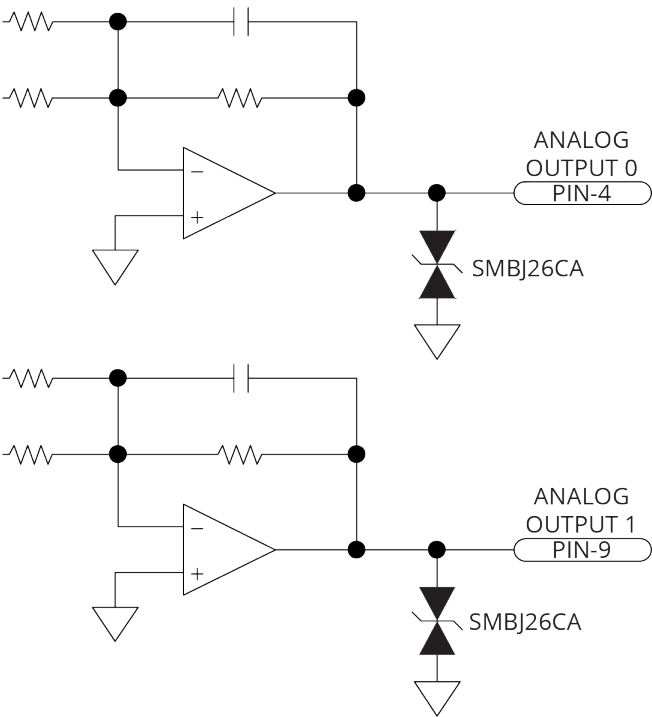 ANALOG
OUTPUT 0
PIN-4
−
+
SMBJ26CA
ANALOG
OUTPUT 1
PIN-9
−
+
SMBJ26CA